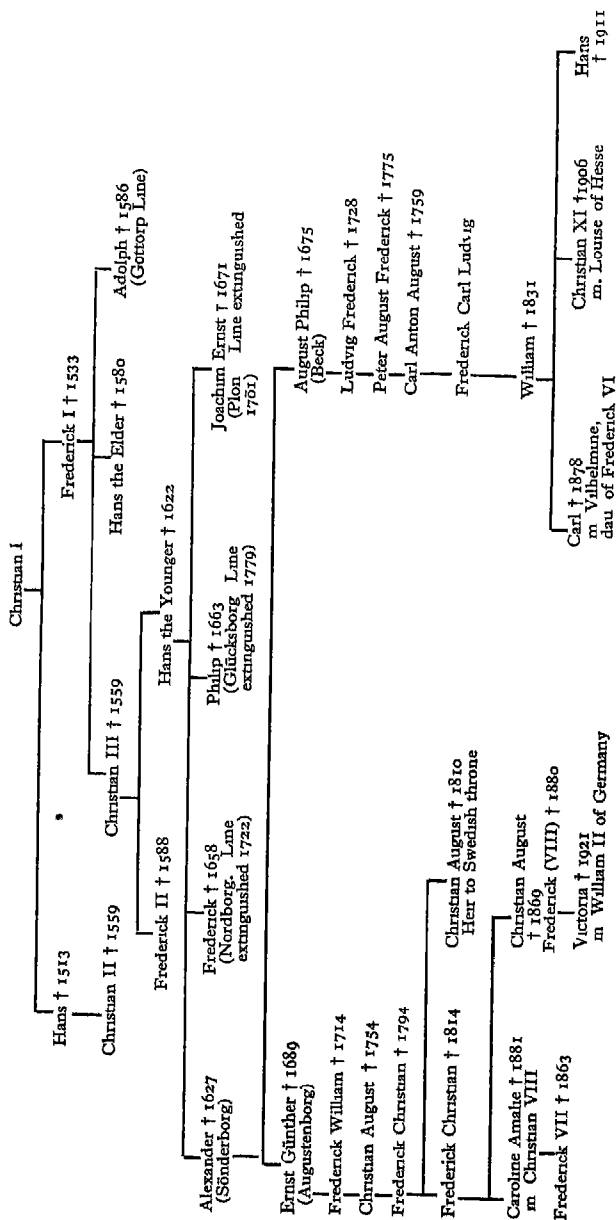 Christian I
Hans † 1513
Frederick I † 1533
Christian II † 1559
Christian III † 1559
Hans the Elder † 1580
Adolph † 1586
(Gottorp Line)
Frederick II † 1588
Hans the Younger † 1622
Alexander † 1627
(Sönderborg)
Frederick † 1658
(Nordborg. Line
extinguished 1722)
Philip † 1663
(Glücksborg Line
extinguished 1779)
Joachim Ernst † 1671
(Plon Line extinguished
1761)
Ernst Günther † 1689
(Augustenborg)
August Philip † 1675
(Beck)
Frederick William † 1714
Ludvig Frederick † 1728
Christian August † 1754
Peter August Frederick † 1775
Frederick Christian † 1794
Carl Anton August † 1759
Frederick Carl Ludvig
Frederick Christian † 1814
Christian August † 1810
Heir to Swedish throne
William † 1831
Caroline Amalie † 1881
m Christian VIII
Christian August
† 1869
Frederick VII † 1863
Frederick (VIII) † 1880
Victoria † 1921
m William II of Germany
Carl † 1878
m Vilhelmine,
dau of Frederick VI
Christian XI † 1906
m. Louise of Hesse
Hans
† 1911